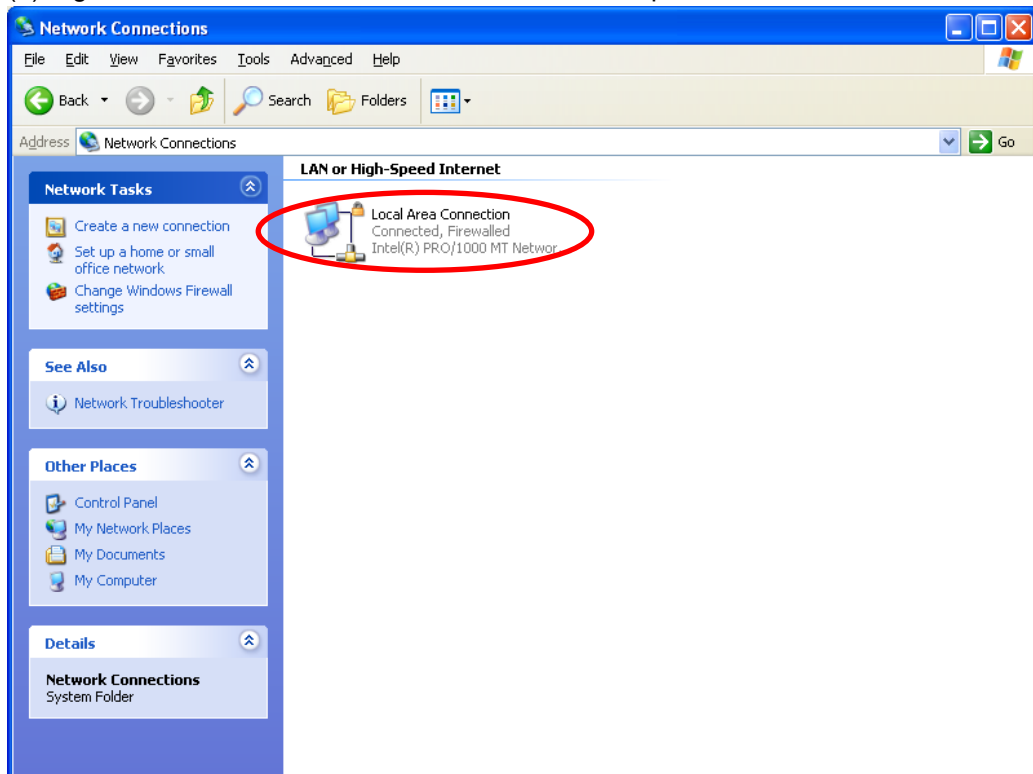 Network Connections
File Edit View Favorites Tools Advanced Help
Back Search Folders
Address Network Connections Go
Network Tasks
Create a new connection
Set up a home or small
office network
Change Windows Firewall
settings
See Also
Network Troubleshooter
Other Places
Control Panel
My Network Places
My Documents
My Computer
Details
Network Connections
System Folder
LAN or High-Speed Internet
Local Area Connection
Connected, Firewalled
Intel(R) PRO/1000 MT Networ...